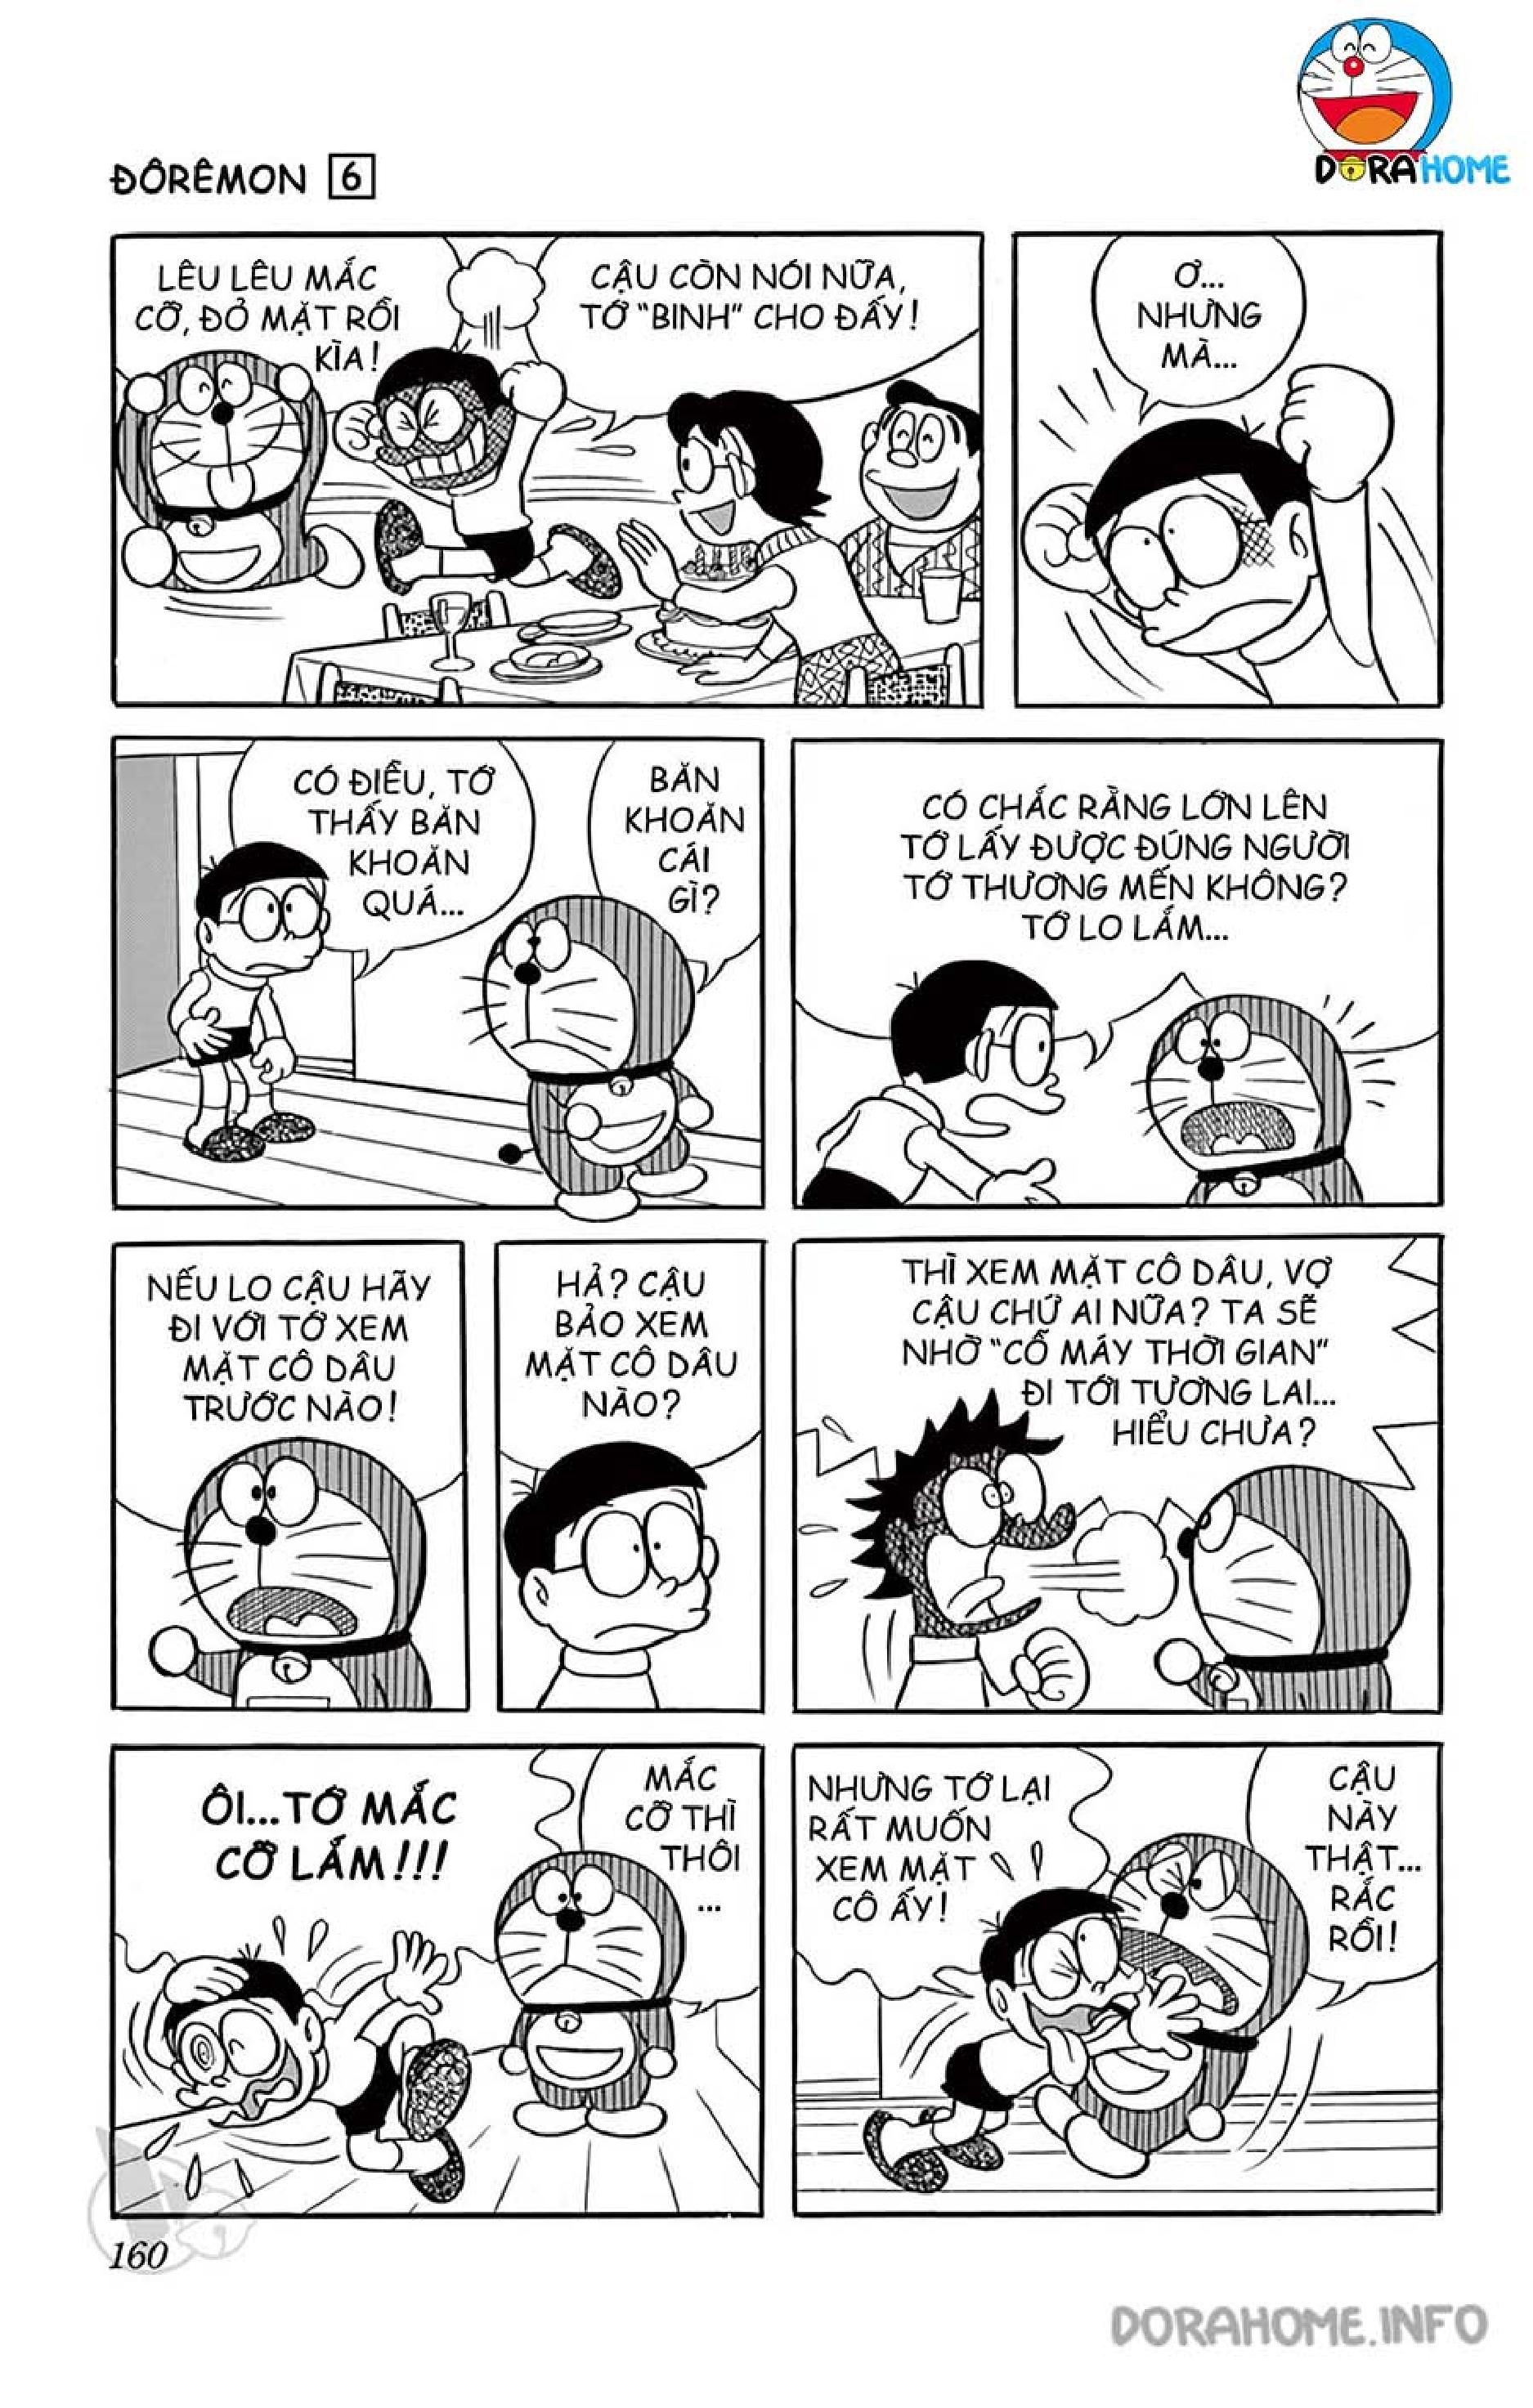 DORAHOME
ĐÔRÊMON 6
LÊU LÊU MẮC
CỠ, ĐỎ MẶT RỒI
KÌA!
CẬU CÒN NÓI NỮA,
TỚ "BINH" CHO ĐẤY!
Ơ...
NHƯNG
MÀ...
CÓ ĐIỀU, TỚ
THẤY BĂN
KHOĂN
QUÁ...
BĂN
KHOĂN
CÁI
GÌ?
CÓ CHẮC RẰNG LỚN LÊN
TỚ LẤY ĐƯỢC ĐÚNG NGƯỜI
TỚ THƯƠNG MẾN KHÔNG?
TỚ LO LẮM...
NẾU LO CẬU HÃY
ĐI VỚI TỚ XEM
MẶT CÔ DÂU
TRƯỚC NÀO!
HẢ? CẬU
BẢO XEM
MẶT CÔ DÂU
NÀO?
THÌ XEM MẶT CÔ DÂU, VỢ
CẬU CHỨ AI NỮA? TA SẼ
NHỜ "CỖ MÁY THỜI GIAN"
ĐI TỚI TƯƠNG LAI...
HIỂU CHƯA?
ÔI...TỚ MẮC
CỠ LẮM!!!
MẮC
CỠ THÌ
THÔI
...
NHƯNG TỚ LẠI
RẤT MUỐN
XEM MẶT
CÔ ẤY!
CẬU
NÀY
THẬT...
RẮC
RỒI!
160
DORAHOME.INFO